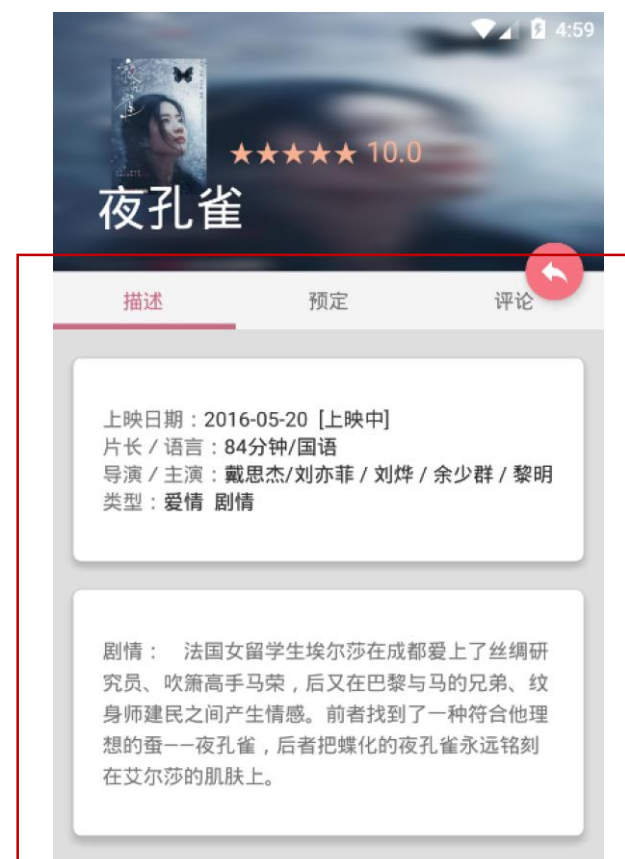 4:59
夜孔雀
★★★★★ 10.0
夜孔雀
描述 预定 评论
上映日期：2016-05-20 [上映中]
片长 / 语言：84分钟/国语
导演 / 主演：戴思杰/刘亦菲 / 刘烨 / 余少群 / 黎明
类型：爱情 剧情
剧情： 法国女留学生埃尔莎在成都爱上了丝绸研
究员、吹箫高手马荣，后又在巴黎与马的兄弟、纹
身师建民之间产生情感。前者找到了一种符合他理
想的蚕——夜孔雀，后者把蝶化的夜孔雀永远铭刻
在艾尔莎的肌肤上。